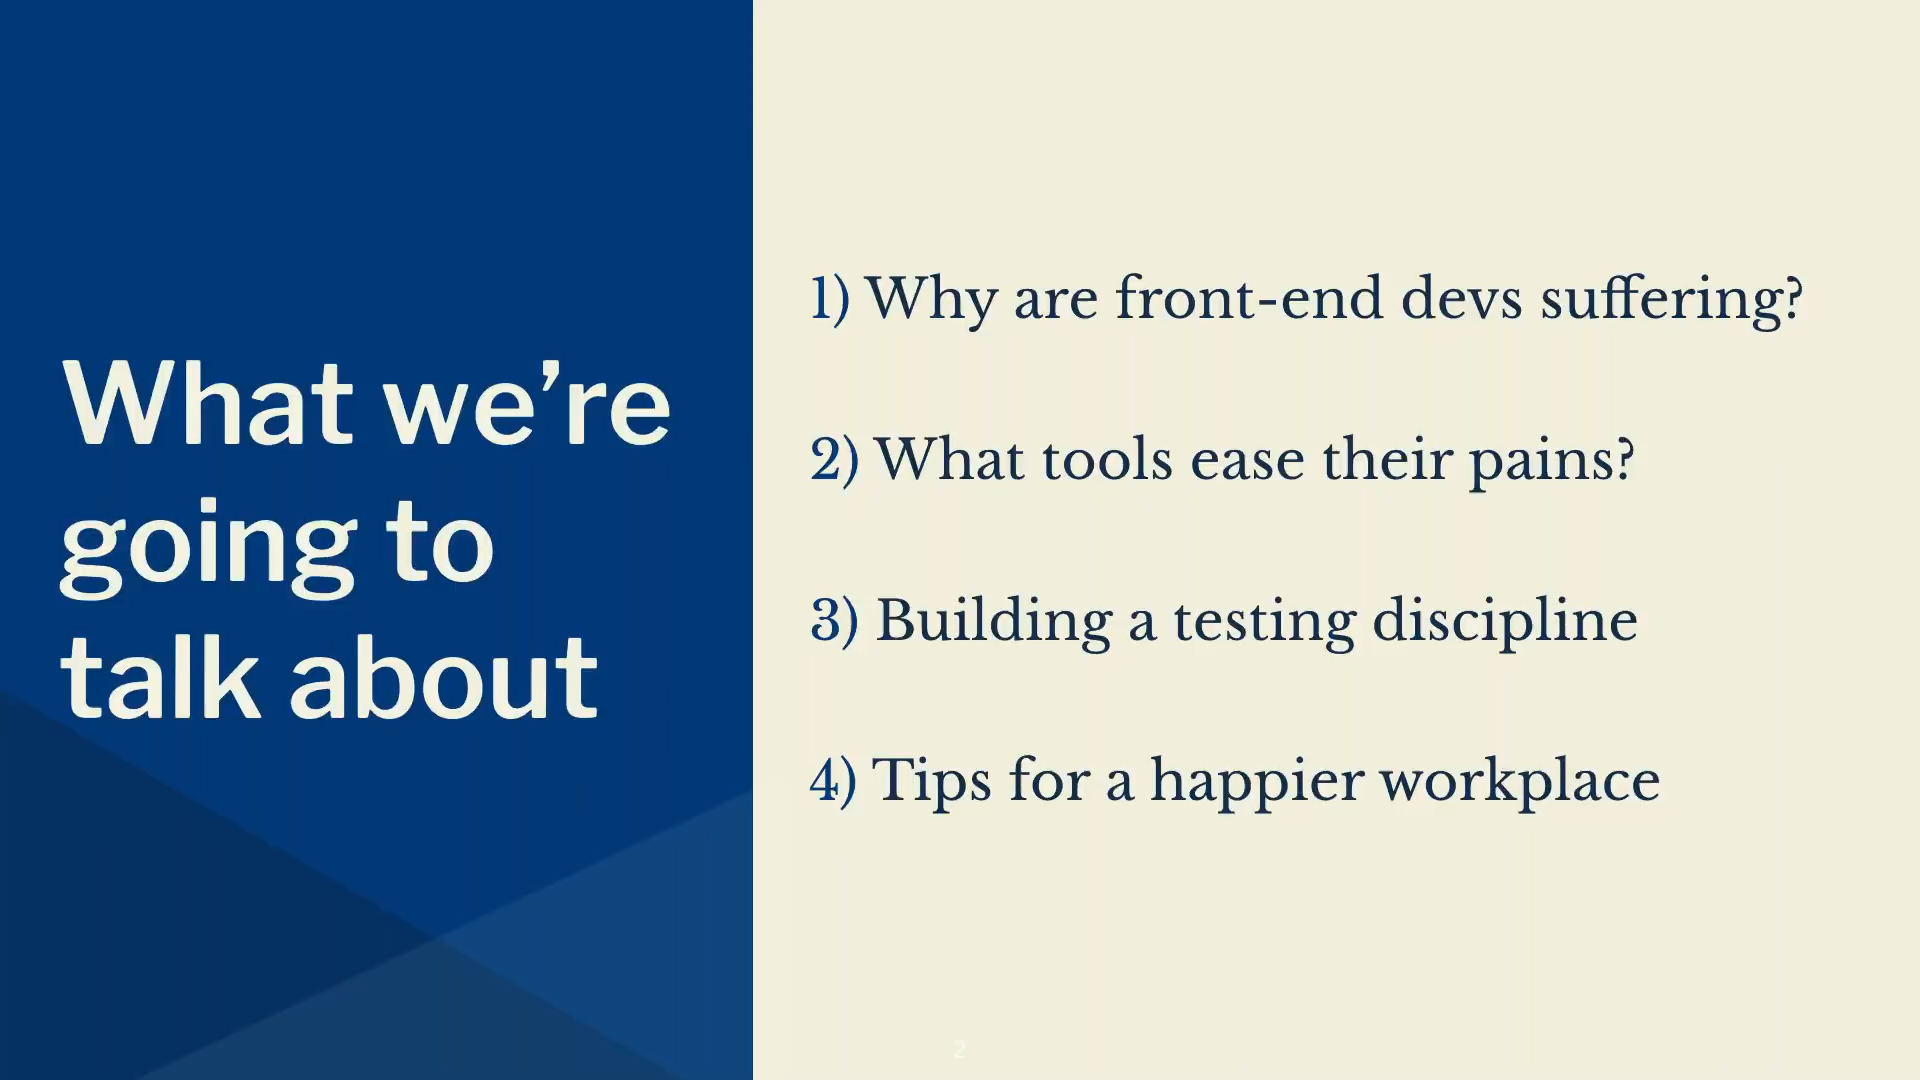 What we’re
going to
talk about
1) Why are front-end devs suffering?
2) What tools ease their pains?
3) Building a testing discipline
4) Tips for a happier workplace
2